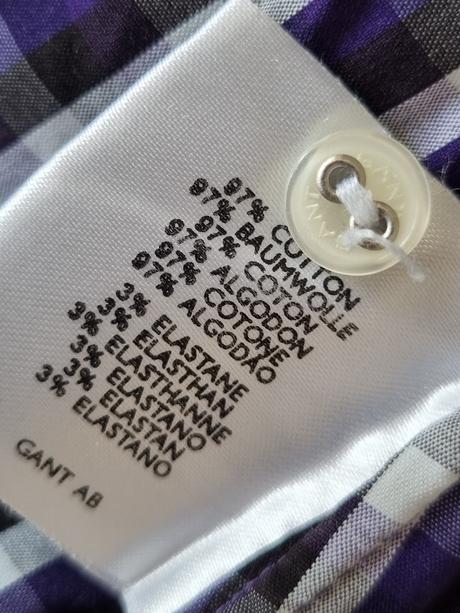 97% COTTON
97% BAUMWOLLE
97% COTON
97% ALGODON
97% COTONE
97% ALGODÃO
3% ELASTANE
3% ELASTHAN
3% ELASTHANNE
3% ELASTANO
3% ELASTAN
3% ELASTANO
GANT AB